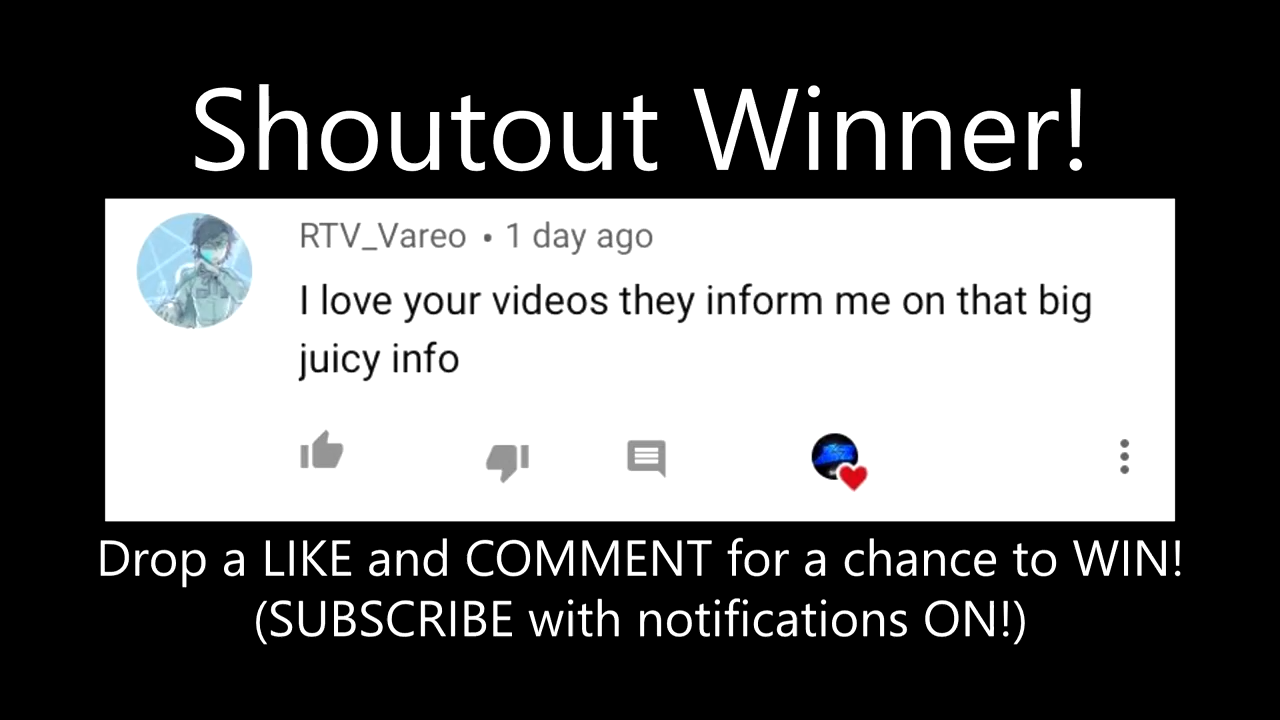 Shoutout Winner!
RTV_Vareo • 1 day ago
I love your videos they inform me on that big
juicy info
Drop a LIKE and COMMENT for a chance to WIN!
(SUBSCRIBE with notifications ON!)